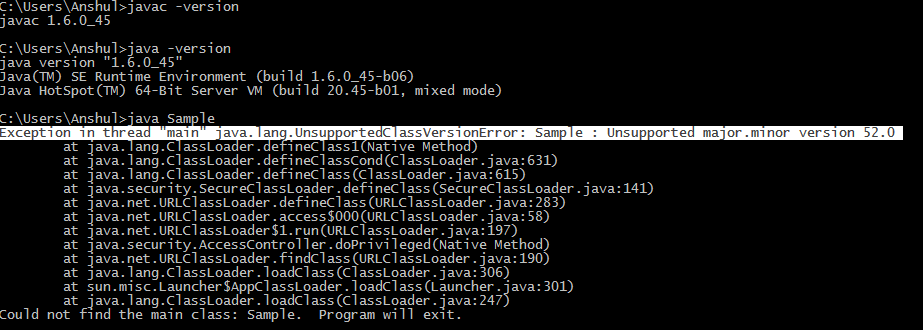 C:\Users\Anshul>javac -version
javac 1.6.0_45
C:\Users\Anshul>java -version
java version "1.6.0_45"
Java(TM) SE Runtime Environment (build 1.6.0_45-b06)
Java HotSpot(TM) 64-Bit Server VM (build 20.45-b01, mixed mode)
C:\Users\Anshul>java Sample
Exception in thread "main" java.lang.UnsupportedClassVersionError: Sample : Unsupported major.minor version 52.0
at java.lang.ClassLoader.defineClass1(Native Method)
at java.lang.ClassLoader.defineClassCond(ClassLoader.java:631)
at java.lang.ClassLoader.defineClass(ClassLoader.java:615)
at java.security.SecureClassLoader.defineClass(SecureClassLoader.java:141)
at java.net.URLClassLoader.defineClass(URLClassLoader.java:283)
at java.net.URLClassLoader.access$000(URLClassLoader.java:58)
at java.net.URLClassLoader$1.run(URLClassLoader.java:197)
at java.security.AccessController.doPrivileged(Native Method)
at java.net.URLClassLoader.findClass(URLClassLoader.java:190)
at java.lang.ClassLoader.loadClass(ClassLoader.java:306)
at sun.misc.Launcher$AppClassLoader.loadClass(Launcher.java:301)
at java.lang.ClassLoader.loadClass(ClassLoader.java:247)
Could not find the main class: Sample.  Program will exit.